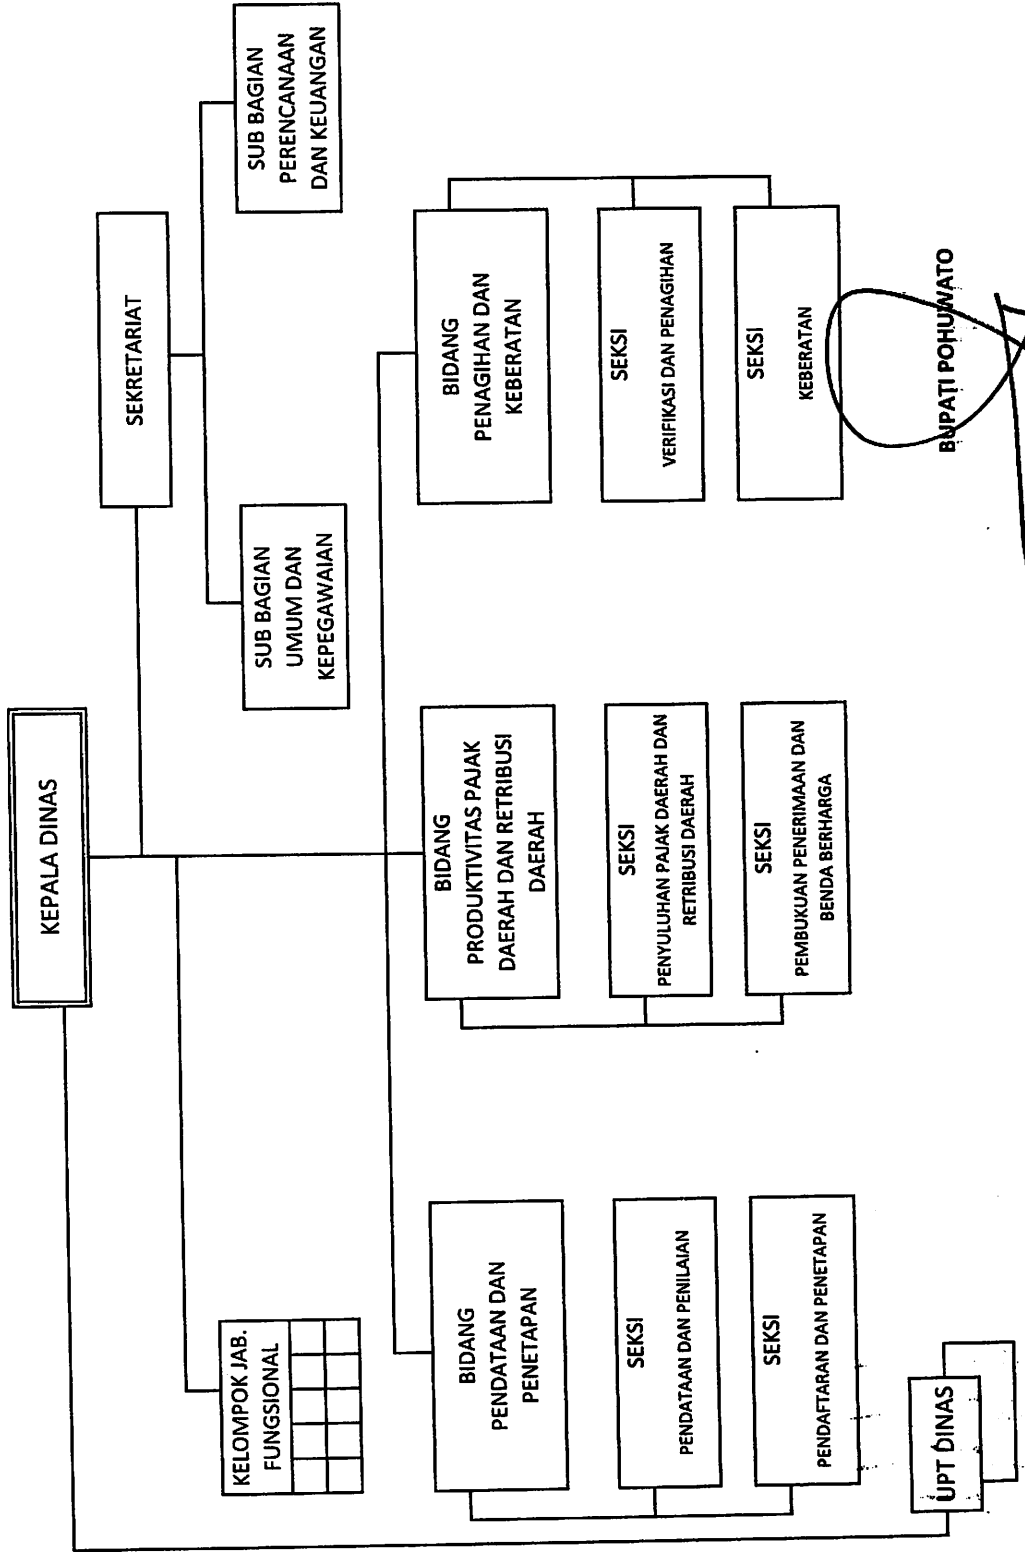 KEPALA DINAS
SEKRETARIAT
SUB BAGIAN
UMUM DAN
KEPEGAWAIAN
SUB BAGIAN
PERENCANAAN
DAN KEUANGAN
KELOMPOK JAB.
FUNGSIONAL
BIDANG
PENDATAAN DAN
PENETAPAN
SEKSI
PENDATAAN DAN PENILAIAN
SEKSI
PENDAFTARAN DAN PENETAPAN
BIDANG
PRODUKTIVITAS PAJAK
DAERAH DAN RETRIBUSI
DAERAH
SEKSI
PENYULUHAN PAJAK DAERAH DAN
RETRIBUSI DAERAH
SEKSI
PEMBUKUAN PENERIMAAN DAN
BENDA BERHARGA
BIDANG
PENAGIHAN DAN
KEBERATAN
SEKSI
VERIFIKASI DAN PENAGIHAN
SEKSI
KEBERATAN
UPT DINAS
BUPATI POHUWATO